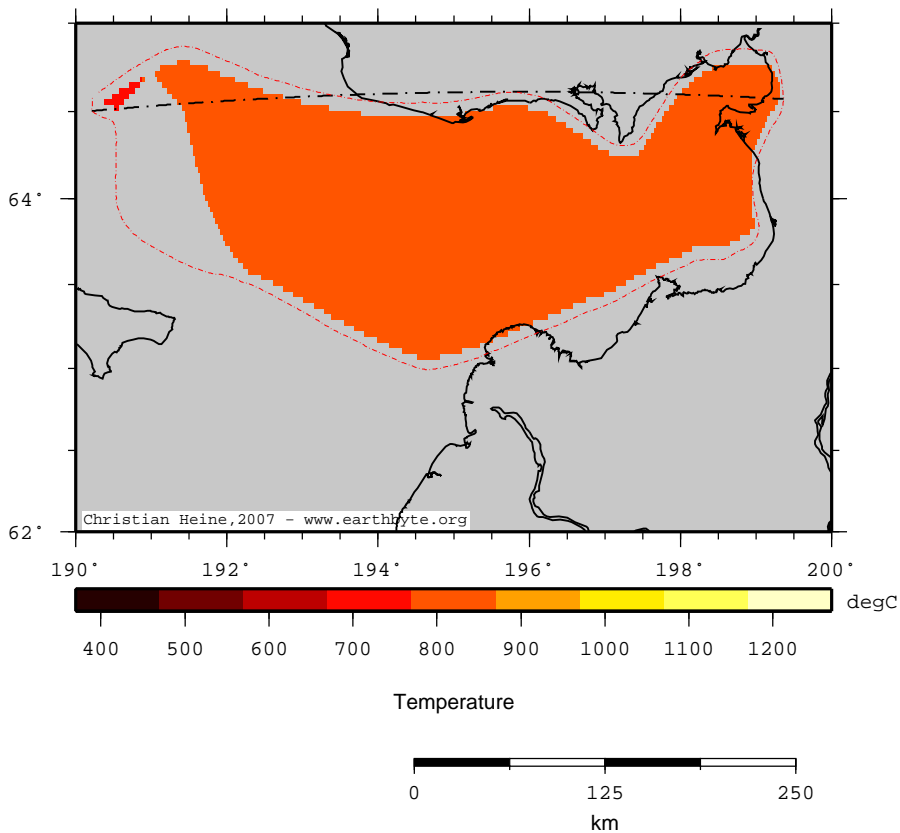 64°
62°
Christian Heine,2007 - www.earthbyte.org
190° 192° 194° 196° 198° 200°
degC
400 500 600 700 800 900 1000 1100 1200
Temperature
0 125 250
km